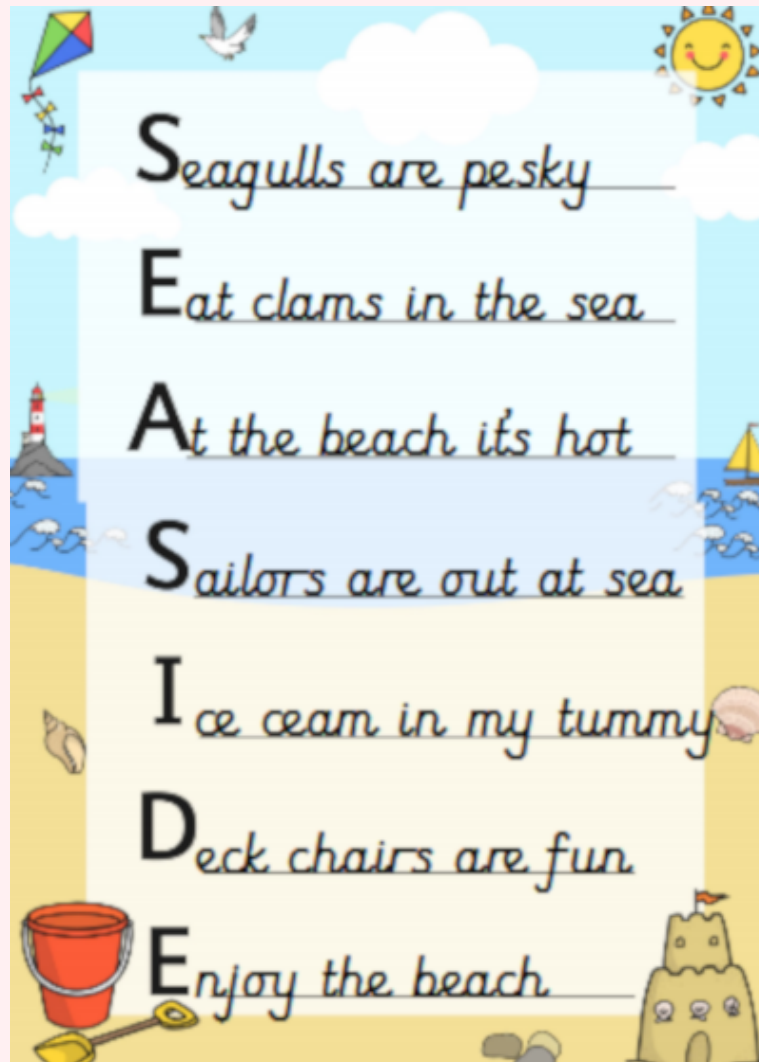 Seagulls are pesky
Eat clams in the sea
At the beach it's hot
Sailors are out at sea
Ice ceam in my tummy
Deck chairs are fun
Enjoy the beach